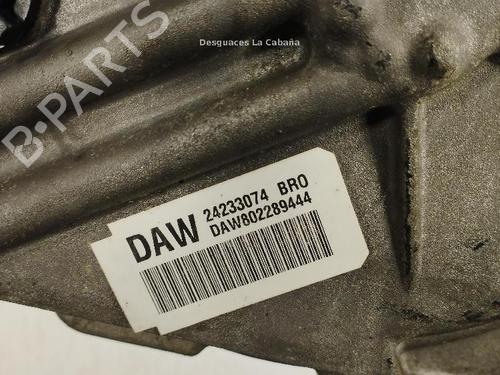 Desguaces La Cabaña
B-PARTS
DAW 24233074 BRO
DAW802289444